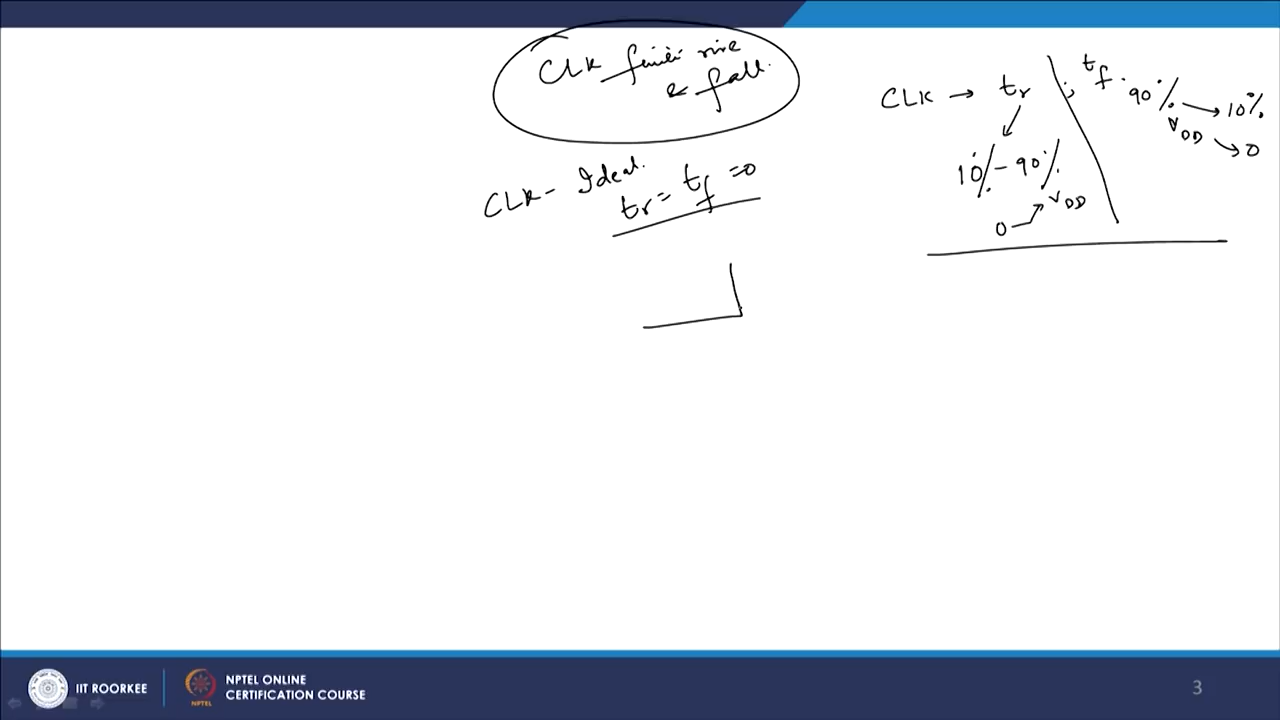 CLK finite rise
& fall.
CLK - Ideal.
tr = tf = 0
CLK → tr ; tf .
90% → 10%
VDD → 0
10% - 90%
0 → VDD
IIT ROORKEE
NPTEL ONLINE
CERTIFICATION COURSE
NPTEL
3